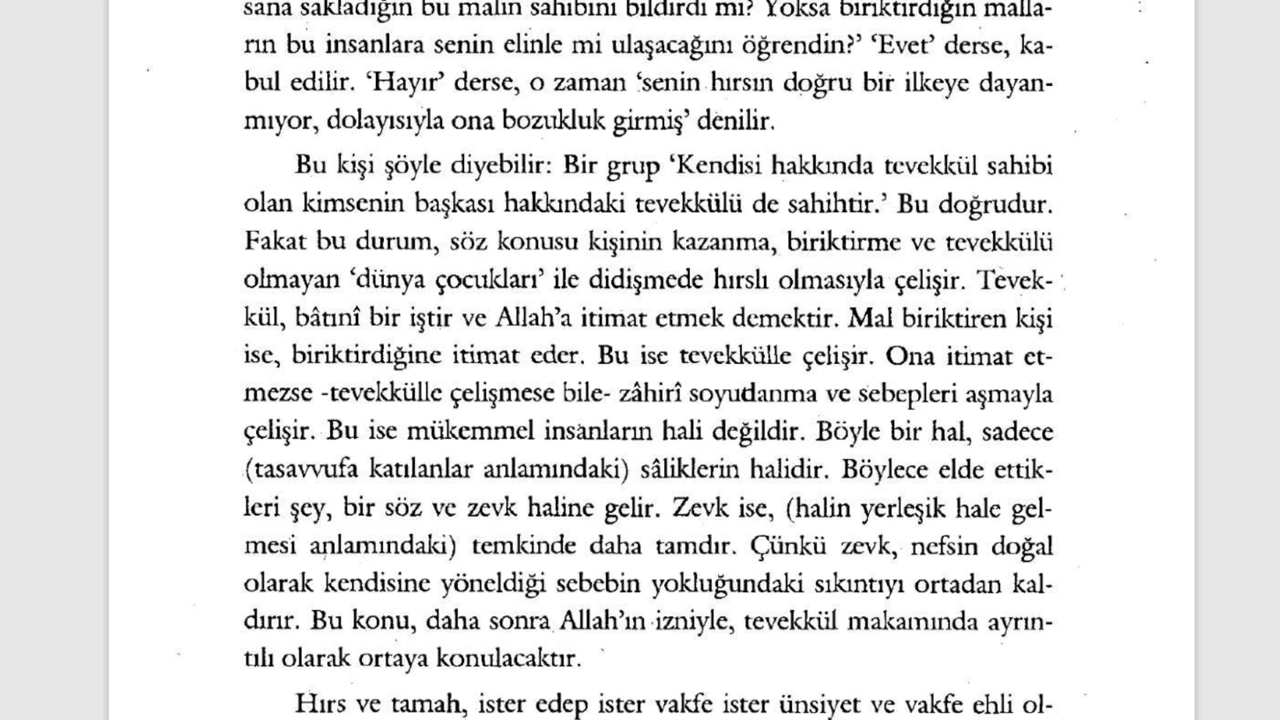 sana sakladığın bu malın sahibini bildirdi mi? Yoksa biriktirdiğin malla-
rın bu insanlara senin elinle mi ulaşacağını öğrendin?’ ‘Evet’ derse, ka-
bul edilir. ‘Hayır’ derse, o zaman ‘senin hırsın doğru bir ilkeye dayan-
mıyor, dolayısıyla ona bozukluk girmiş’ denilir.
Bu kişi şöyle diyebilir: Bir grup ‘Kendisi hakkında tevekkül sahibi
olan kimsenin başkası hakkındaki tevekkülü de sahihtir.’ Bu doğrudur.
Fakat bu durum, söz konusu kişinin kazanma, biriktirme ve tevekkülü
olmayan ‘dünya çocukları’ ile didişmede hırslı olmasıyla çelişir. Tevek-
kül, bâtınî bir iştir ve Allah’a itimat etmek demektir. Mal biriktiren kişi
ise, biriktirdiğine itimat eder. Bu ise tevekkülle çelişir. Ona itimat et-
mezse -tevekkülle çelişmese bile- zâhirî soyudanma ve sebepleri aşmayla
çelişir. Bu ise mükemmel insanların hali değildir. Böyle bir hal, sadece
(tasavvufa katılanlar anlamındaki) sâliklerin halidir. Böylece elde ettik-
leri şey, bir söz ve zevk haline gelir. Zevk ise, (halin yerleşik hale gel-
mesi anlamındaki) temkinde daha tamdır. Çünkü zevk, nefsin doğal
olarak kendisine yöneldiği sebebin yokluğundaki sıkıntıyı ortadan kal-
dırır. Bu konu, daha sonra Allah’ın izniyle, tevekkül makamında ayrın-
tılı olarak ortaya konulacaktır.
Hırs ve tamah, ister edep ister vakfe ister ünsiyet ve vakfe ehli ol-